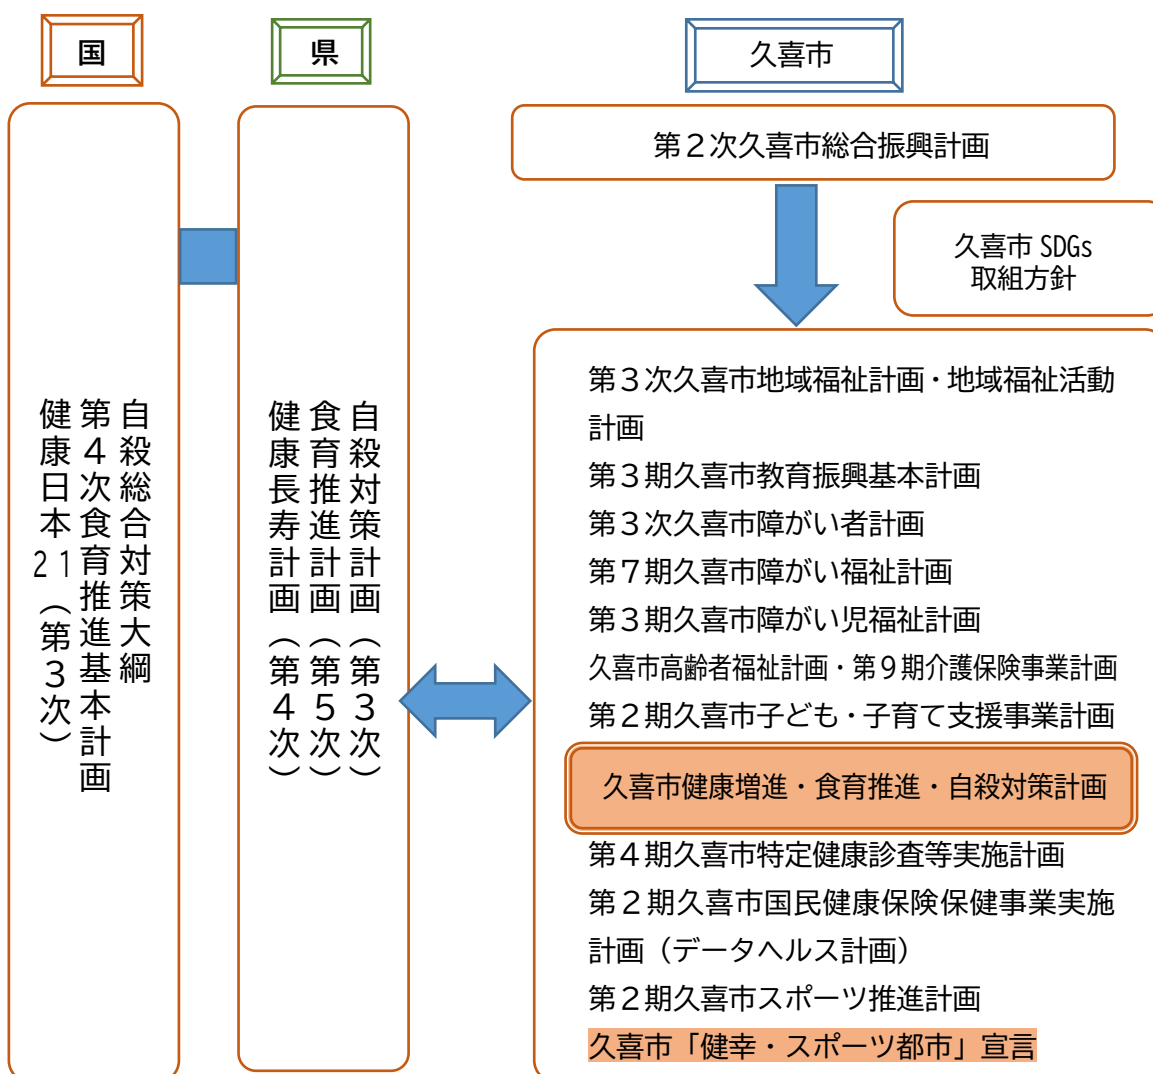 国
県
久喜市
第２次久喜市総合振興計画
久喜市 SDGs
取組方針
自殺総合対策大綱
第４次食育推進基本計画
健康日本２１（第３次）
自殺対策計画（第３次）
食育推進計画（第５次）
健康長寿計画（第４次）
第３次久喜市地域福祉計画・地域福祉活動
計画
第３期久喜市教育振興基本計画
第３次久喜市障がい者計画
第７期久喜市障がい福祉計画
第３期久喜市障がい児福祉計画
久喜市高齢者福祉計画・第９期介護保険事業計画
第２期久喜市子ども・子育て支援事業計画
久喜市健康増進・食育推進・自殺対策計画
第４期久喜市特定健康診査等実施計画
第２期久喜市国民健康保険保健事業実施
計画（データヘルス計画）
第２期久喜市スポーツ推進計画
久喜市「健幸・スポーツ都市」宣言